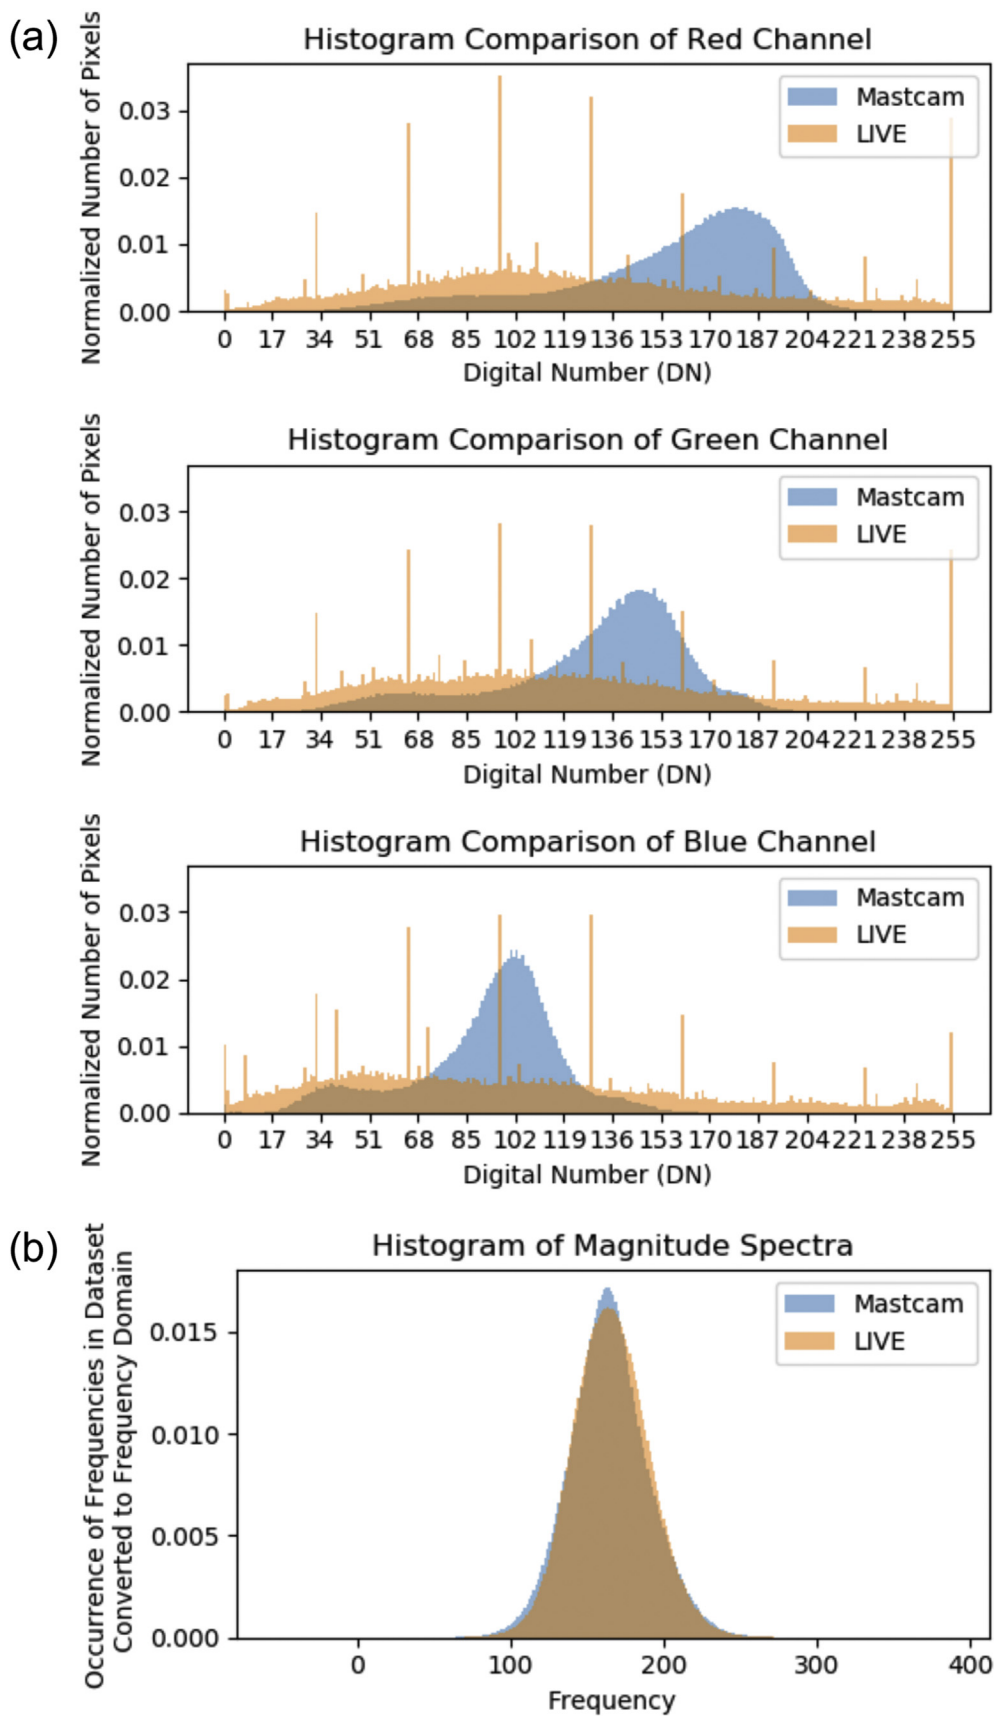 (a)
Histogram Comparison of Red Channel
Normalized Number of Pixels
0.03
0.02
0.01
0.00
Mastcam
LIVE
0 17 34 51 68 85 102 119 136 153 170 187 204 221 238 255
Digital Number (DN)
Histogram Comparison of Green Channel
Normalized Number of Pixels
0.03
0.02
0.01
0.00
Mastcam
LIVE
0 17 34 51 68 85 102 119 136 153 170 187 204 221 238 255
Digital Number (DN)
Histogram Comparison of Blue Channel
Normalized Number of Pixels
0.03
0.02
0.01
0.00
Mastcam
LIVE
0 17 34 51 68 85 102 119 136 153 170 187 204 221 238 255
Digital Number (DN)
(b)
Histogram of Magnitude Spectra
Occurrence of Frequencies in Dataset
Converted to Frequency Domain
0.015
0.010
0.005
0.000
Mastcam
LIVE
0 100 200 300 400
Frequency